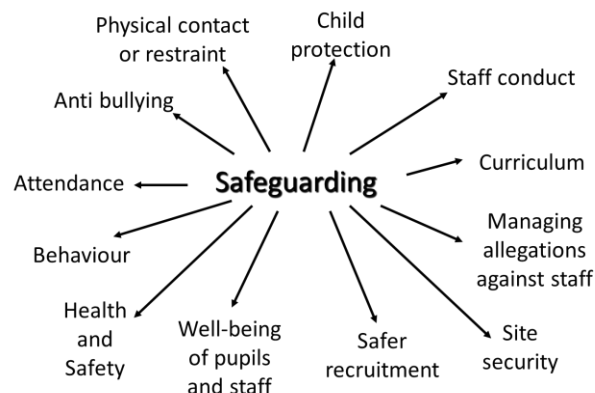 Physical contact
or restraint
Child
protection
Staff conduct
Anti bullying
Curriculum
Attendance
Safeguarding
Managing
allegations
against staff
Behaviour
Health
and
Safety
Well-being
of pupils
and staff
Safer
recruitment
Site
security